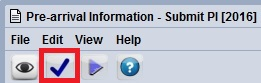 Pre-arrival Information - Submit PI [2016]
File Edit View Help
?